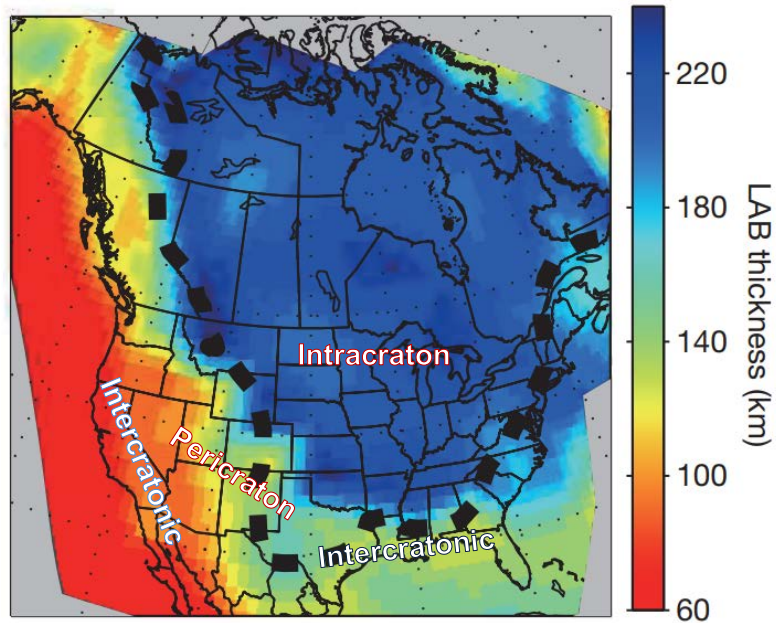 220
180
140
100
60
LAB thickness (km)
Intracraton
Intercratonic
Pericraton
Intercratonic